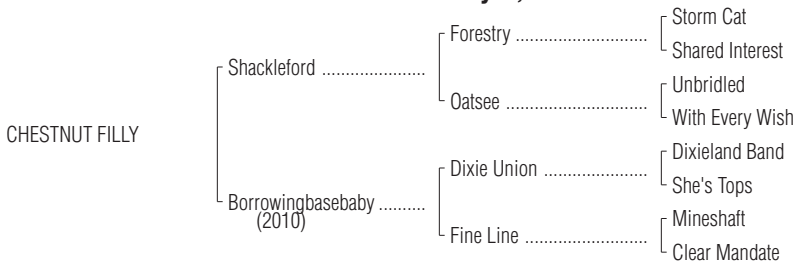 Storm Cat
Forestry
Shared Interest
Shackleford
Unbridled
Oatsee
With Every Wish
CHESTNUT FILLY
Dixieland Band
Dixie Union
She's Tops
Borrowingbasebaby
(2010)
Mineshaft
Fine Line
Clear Mandate